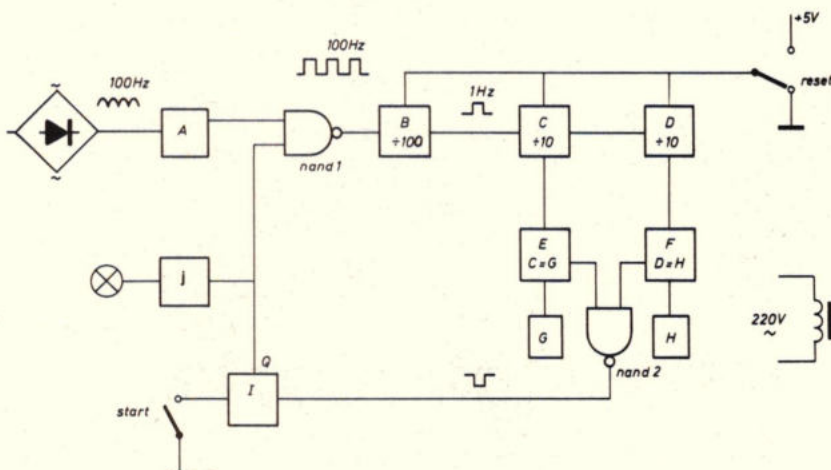 +5V
reset
100Hz
100Hz
1Hz
~
A
nand 1
B
÷100
C
÷10
D
÷10
~
E
C=G
F
D=H
j
G
H
220V
~
nand 2
Q
I
start